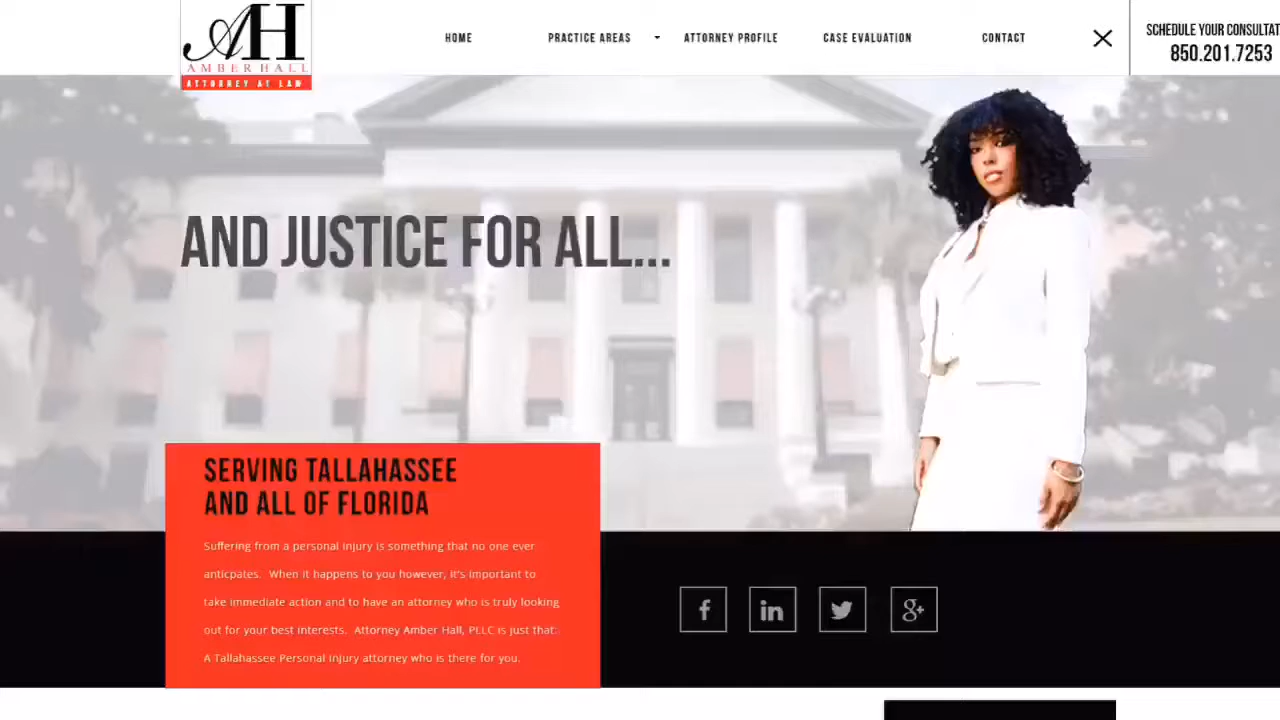 AH
AMBER HALL
ATTORNEY AT LAW
HOME
PRACTICE AREAS
ATTORNEY PROFILE
CASE EVALUATION
CONTACT
SCHEDULE YOUR CONSULTAT
850.201.7253
AND JUSTICE FOR ALL...
SERVING TALLAHASSEE
AND ALL OF FLORIDA
Suffering from a personal injury is something that no one ever
anticpates. When it happens to you however, it's important to
take immediate action and to have an attorney who is truly looking
out for your best interests. Attorney Amber Hall, PLLC is just that:
A Tallahassee Personal Injury attorney who is there for you.
f
in
g+